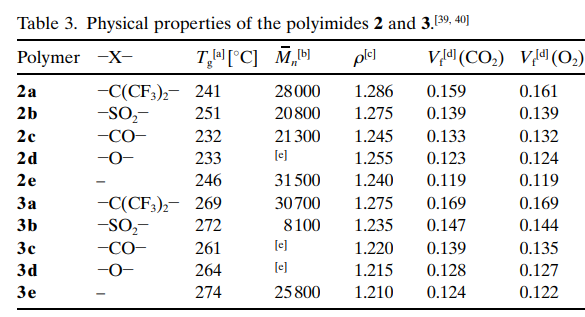 Table 3. Physical properties of the polyimides 2 and 3.[39, 40]
Polymer –X– Tg[a] [°C] M̄n[b] ρ[c] Vf[d] (CO2) Vf[d] (O2)
2a –C(CF3)2– 241 28000 1.286 0.159 0.161
2b –SO2– 251 20800 1.275 0.139 0.139
2c –CO– 232 21300 1.245 0.133 0.132
2d –O– 233 [e] 1.255 0.123 0.124
2e – 246 31500 1.240 0.119 0.119
3a –C(CF3)2– 269 30700 1.275 0.169 0.169
3b –SO2– 272 8100 1.235 0.147 0.144
3c –CO– 261 [e] 1.220 0.139 0.135
3d –O– 264 [e] 1.215 0.128 0.127
3e – 274 25800 1.210 0.124 0.122